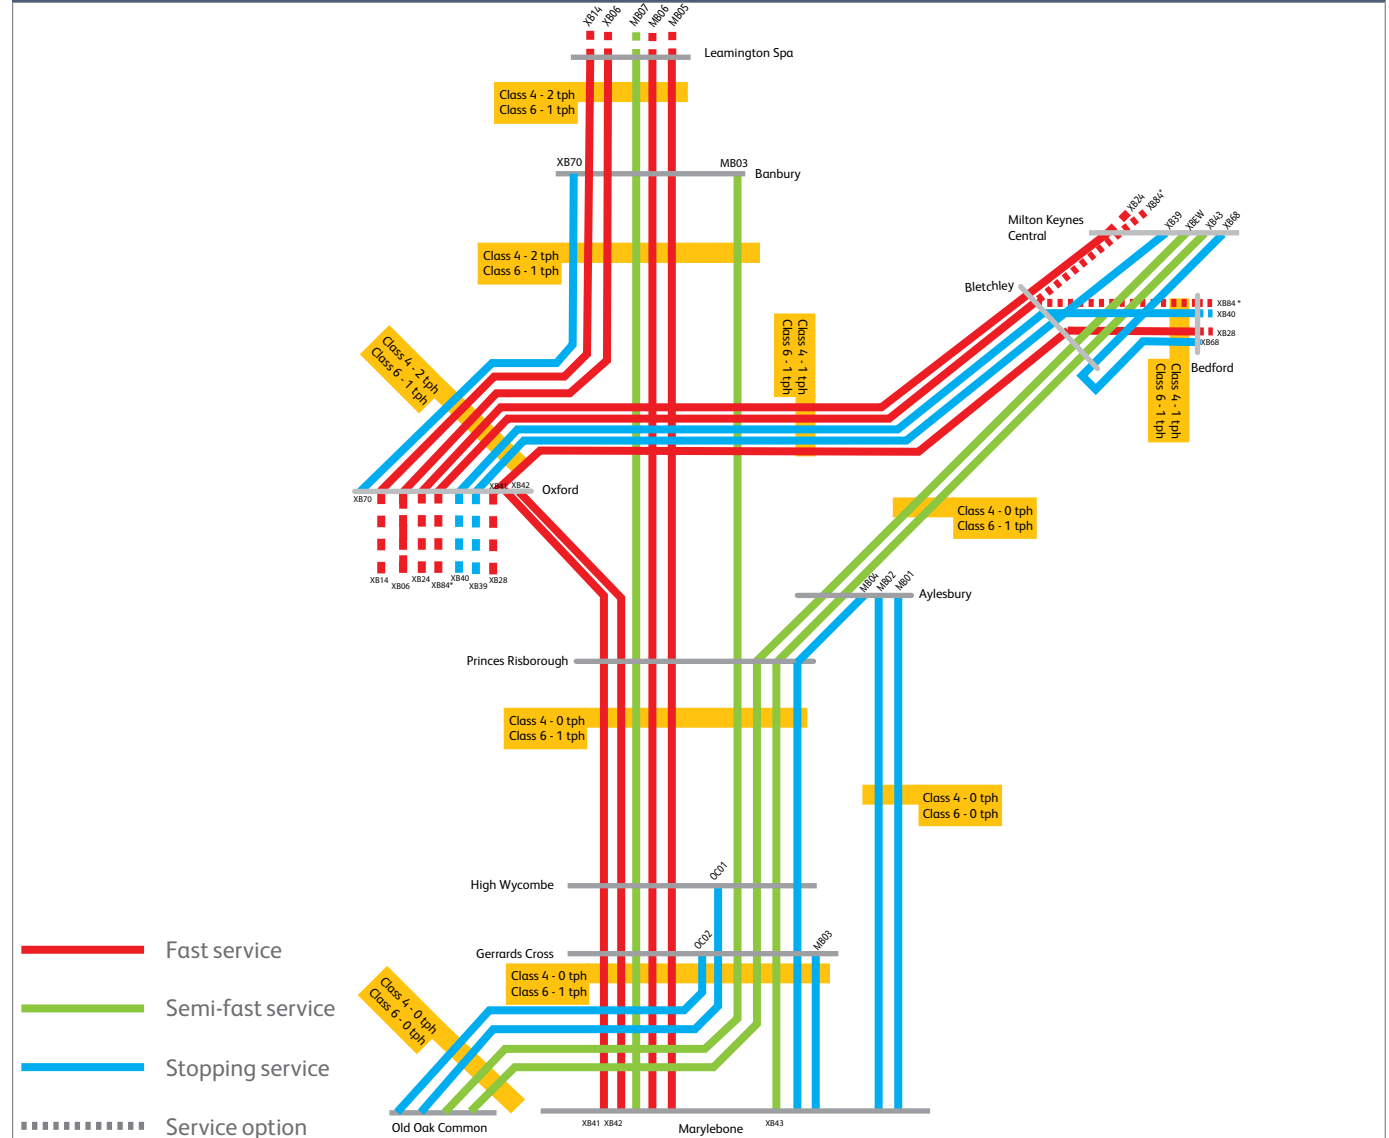 XB14
XB06
MB07
MB06
MB05
Leamington Spa
Class 4 - 2 tph
Class 6 - 1 tph
XB70
MB03
Banbury
Class 4 - 2 tph
Class 6 - 1 tph
XB24
XB84*
Milton Keynes
Central
XB39
XBEW
XB43
XB68
Bletchley
XB84 *
XB40
XB28
XB68
Bedford
Class 4 - 1 tph
Class 6 - 1 tph
Class 4 - 1 tph
Class 6 - 1 tph
Class 4 - 2 tph
Class 6 - 1 tph
XB41
XB42
Oxford
XB70
XB14
XB06
XB24
XB84*
XB40
XB39
XB28
Class 4 - 0 tph
Class 6 - 1 tph
MB04
MB02
MB01
Aylesbury
Princes Risborough
Class 4 - 0 tph
Class 6 - 1 tph
Class 4 - 0 tph
Class 6 - 0 tph
OC01
High Wycombe
OC02
MB03
Gerrards Cross
Class 4 - 0 tph
Class 6 - 1 tph
Class 4 - 0 tph
Class 6 - 0 tph
Fast service
Semi-fast service
Stopping service
Service option
Old Oak Common
XB41
XB42
Marylebone
XB43